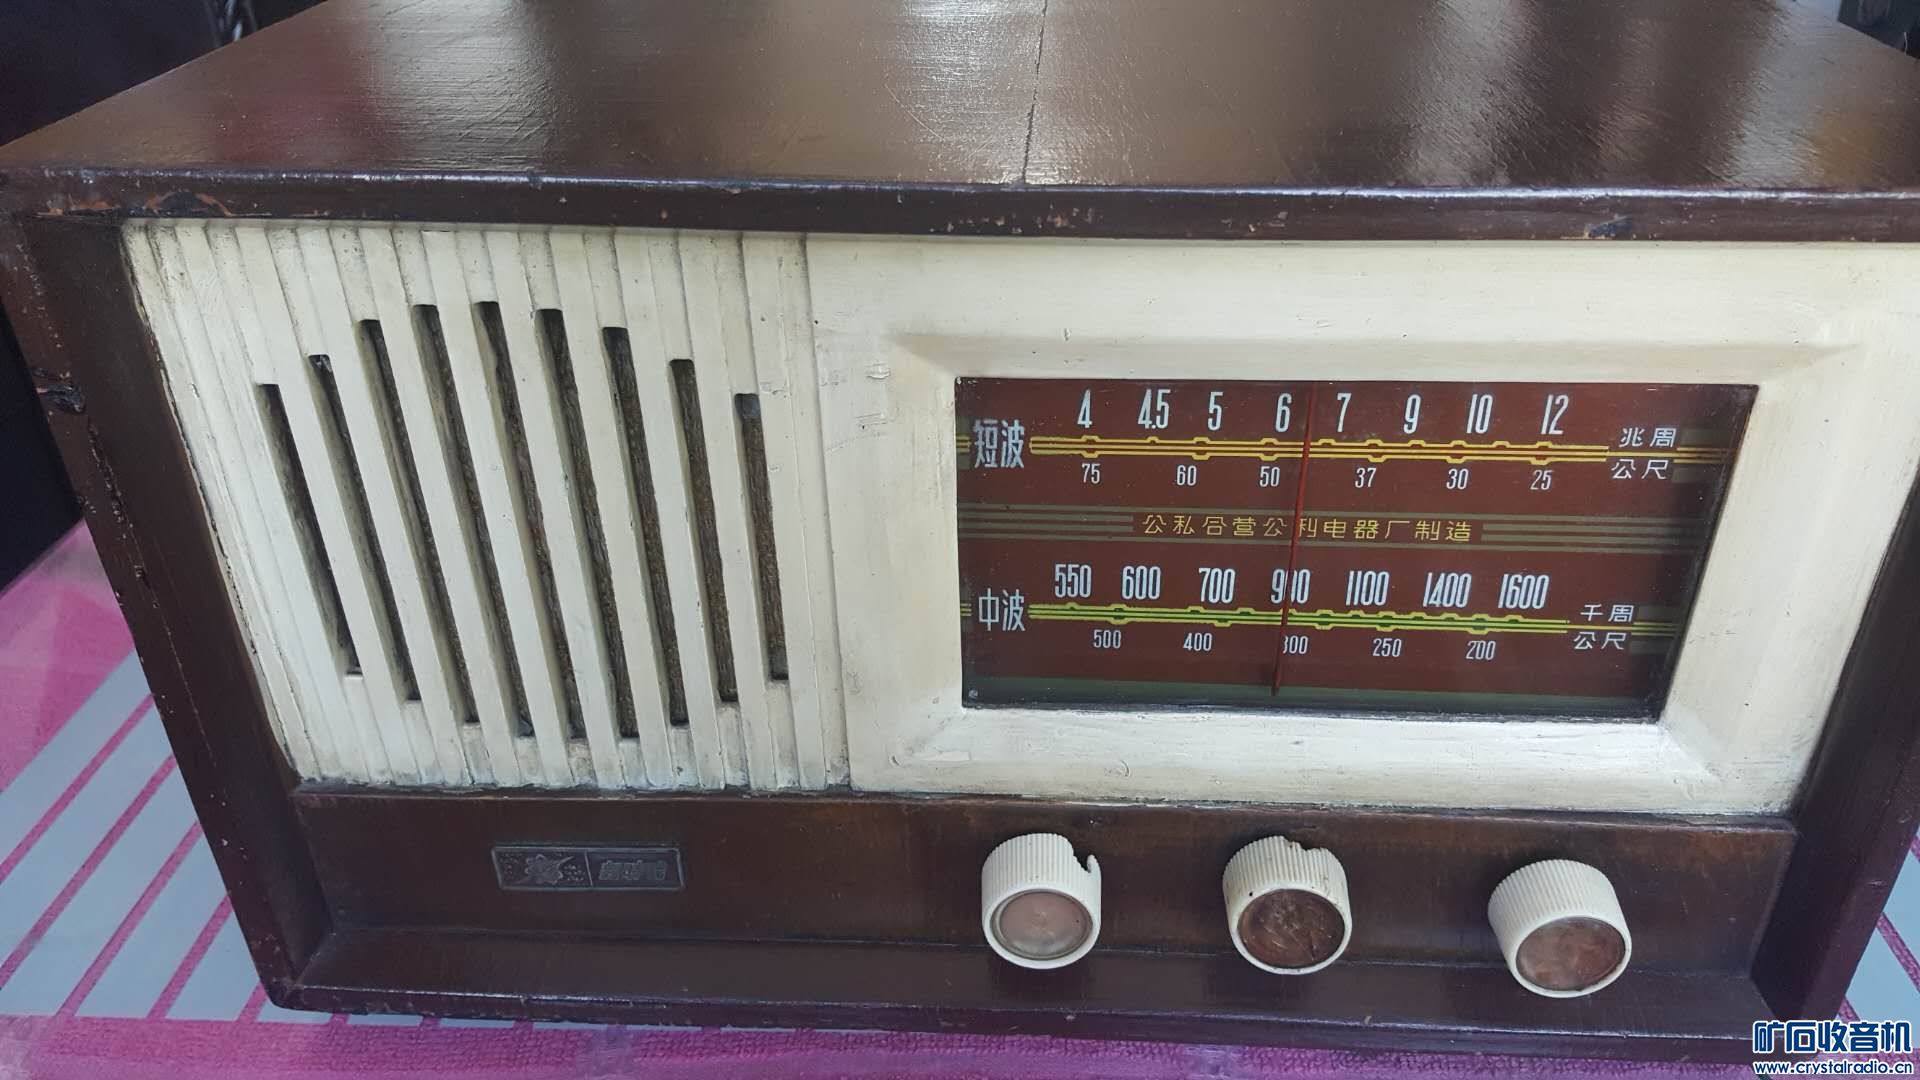 4 4.5 5 6 7 9 10 12 兆周
短波
75 60 50 37 30 25 公尺
公私合营公利电器厂制造
550 600 700 900 1100 1400 1600 千周
中波
500 400 300 250 200 公尺
矿石收音机
www.crystalradio.cn